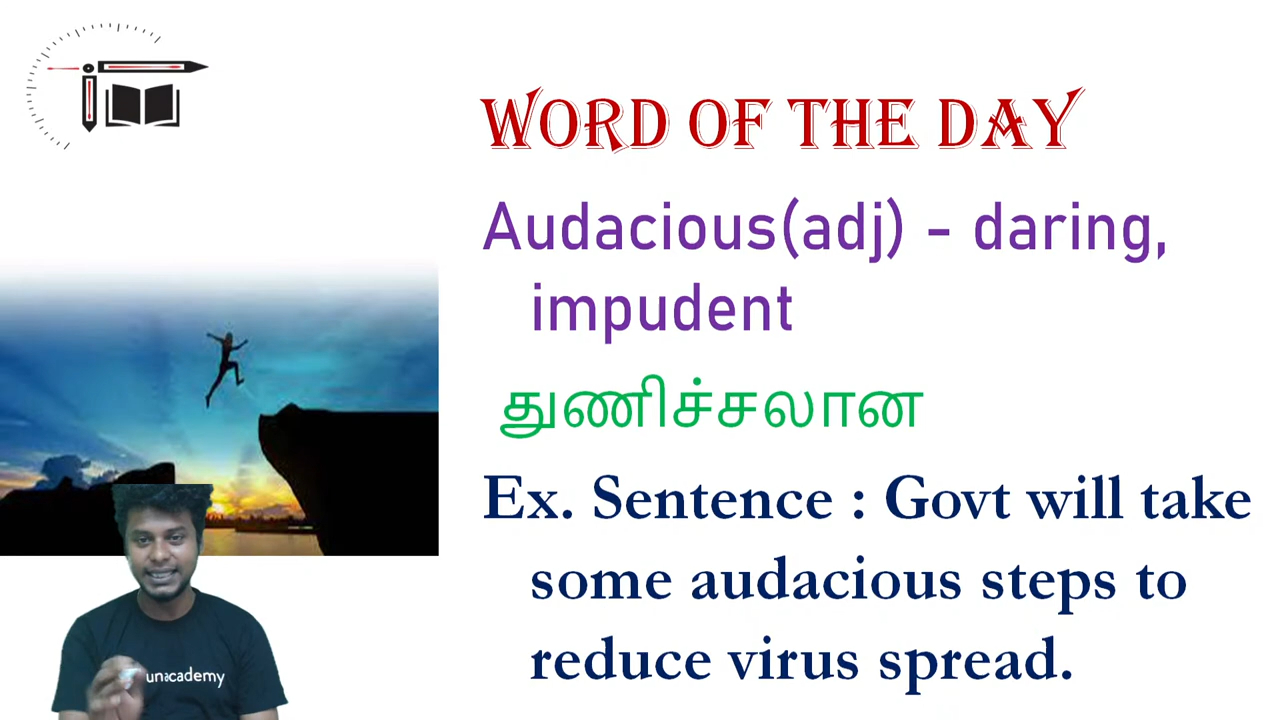 WORD OF THE DAY
Audacious(adj) - daring,
impudent
துணிச்சலான
Ex. Sentence : Govt will take
some audacious steps to
reduce virus spread.
unacademy